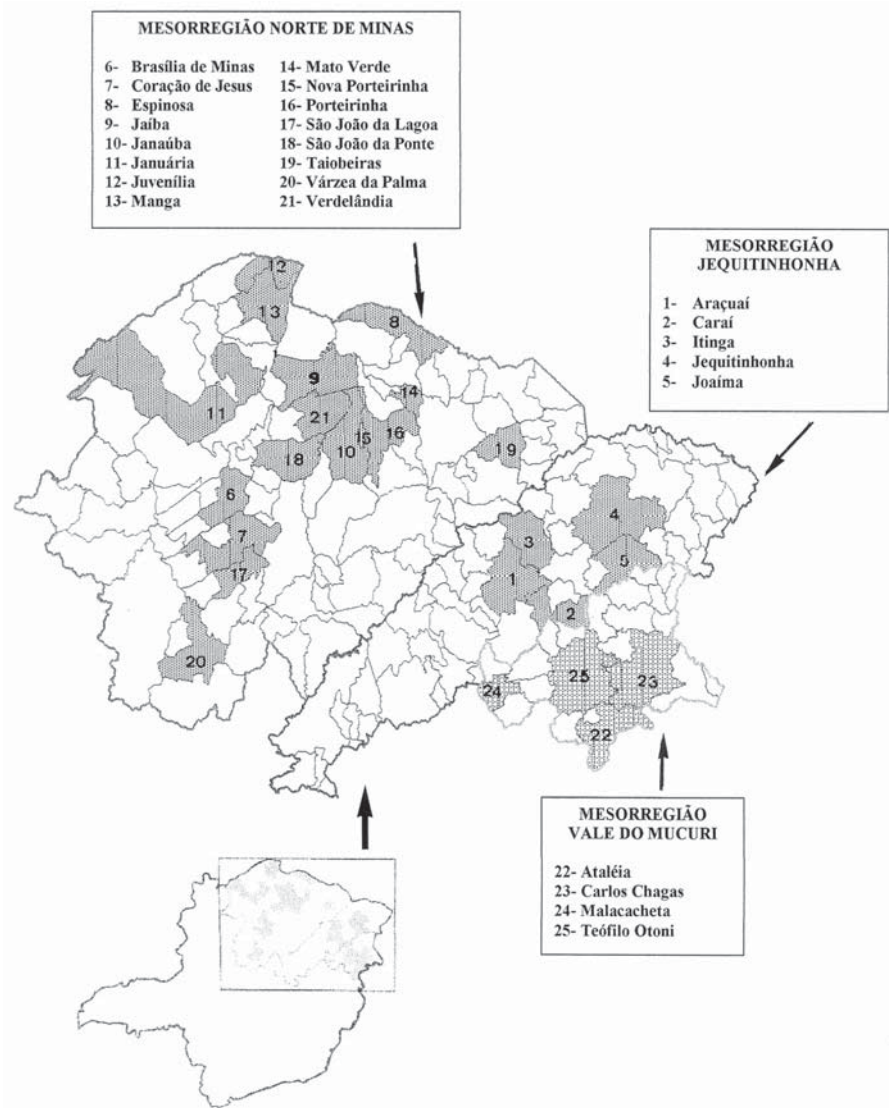 MESORREGIÃO NORTE DE MINAS
6- Brasília de Minas 14- Mato Verde
7- Coração de Jesus 15- Nova Porteirinha
8- Espinosa 16- Porteirinha
9- Jaíba 17- São João da Lagoa
10- Janaúba 18- São João da Ponte
11- Januária 19- Taiobeiras
12- Juvenília 20- Várzea da Palma
13- Manga 21- Verdelândia
MESORREGIÃO
JEQUITINHONHA
1- Araçuaí
2- Caraí
3- Itinga
4- Jequitinhonha
5- Joaíma
12
13
8
9
14
11
21
15
16
10
18
19
6
4
7
3
5
17
1
2
20
25
23
24
22
MESORREGIÃO
VALE DO MUCURI
22- Ataléia
23- Carlos Chagas
24- Malacacheta
25- Teófilo Otoni